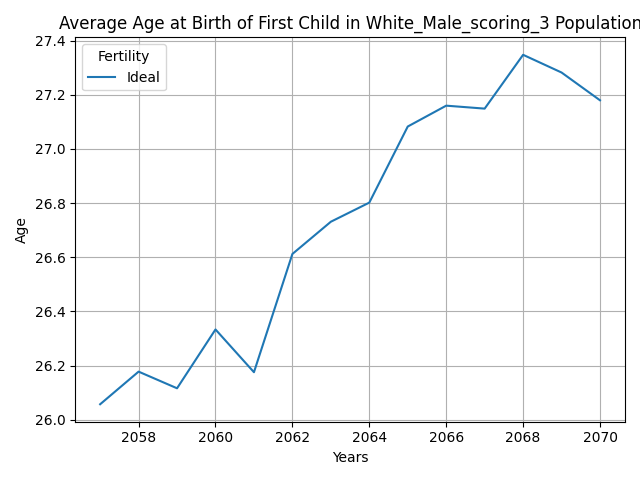 Average Age at Birth of First Child in White_Male_scoring_3 Population
Fertility
Ideal
27.4
27.2
27.0
26.8
26.6
26.4
26.2
26.0
Age
2058 2060 2062 2064 2066 2068 2070
Years